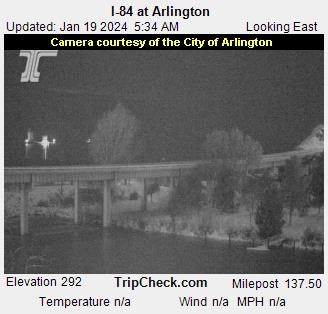 I-84 at Arlington
Updated: Jan 19 2024 5:34 AM Looking East
Camera courtesy of the City of Arlington
Elevation 292 TripCheck.com Milepost 137.50
Temperature n/a Wind n/a MPH n/a